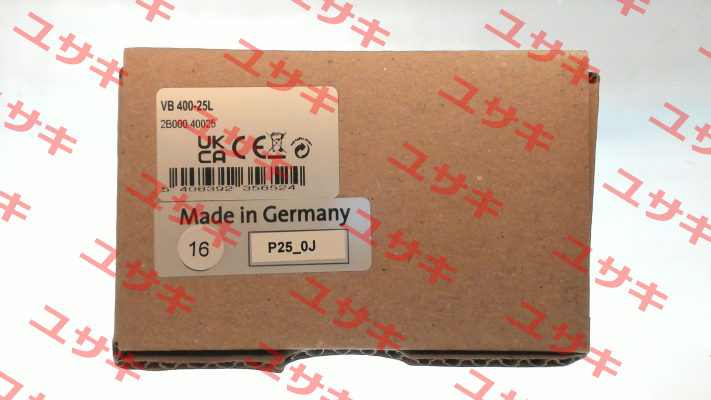 VB 400-25L
2B000 40025
UK
CA
CE
5 408392 356524
Made in Germany
16
P25_0J
ユサキ